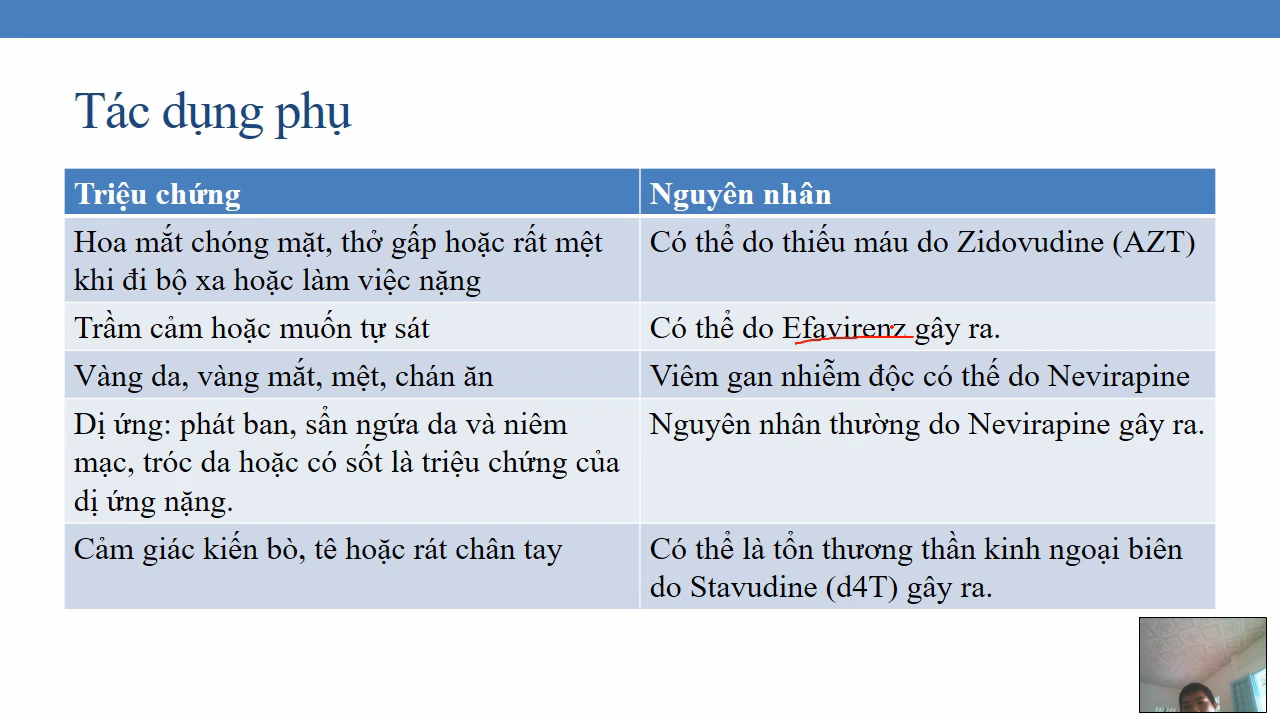 Tác dụng phụ
Triệu chứng
Nguyên nhân
Hoa mắt chóng mặt, thở gấp hoặc rất mệt
khi đi bộ xa hoặc làm việc nặng
Có thể do thiếu máu do Zidovudine (AZT)
Trầm cảm hoặc muốn tự sát
Có thể do Efavirenz gây ra.
Vàng da, vàng mắt, mệt, chán ăn
Viêm gan nhiễm độc có thế do Nevirapine
Dị ứng: phát ban, sẩn ngứa da và niêm
mạc, tróc da hoặc có sốt là triệu chứng của
dị ứng nặng.
Nguyên nhân thường do Nevirapine gây ra.
Cảm giác kiến bò, tê hoặc rát chân tay
Có thể là tổn thương thần kinh ngoại biên
do Stavudine (d4T) gây ra.